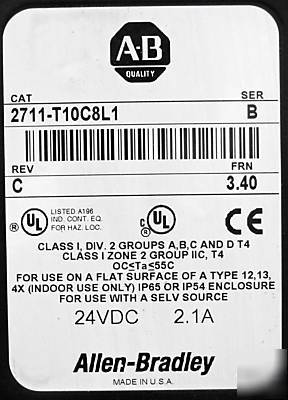 A-B
QUALITY
CAT SER
2711-T10C8L1 B
REV FRN
C 3.40
UL LISTED A196
IND. CONT. EQ.
FOR HAZ. LOC.
UL CE
CLASS I, DIV. 2 GROUPS A,B,C AND D T4
CLASS I ZONE 2 GROUP IIC, T4
OC≤Ta≤55C
FOR USE ON A FLAT SURFACE OF A TYPE 12,13,
4X (INDOOR USE ONLY) IP65 OR IP54 ENCLOSURE
FOR USE WITH A SELV SOURCE
24VDC 2.1A
Allen-Bradley
MADE IN U.S.A.